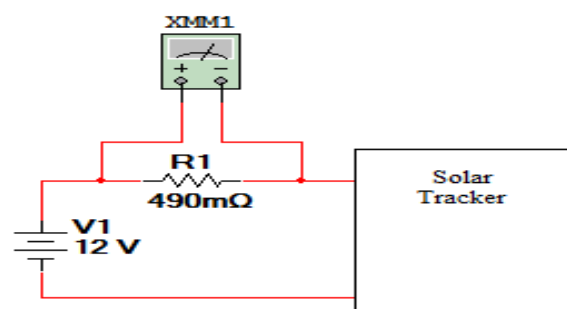 XMM1
R1
490mΩ
V1
12 V
Solar
Tracker